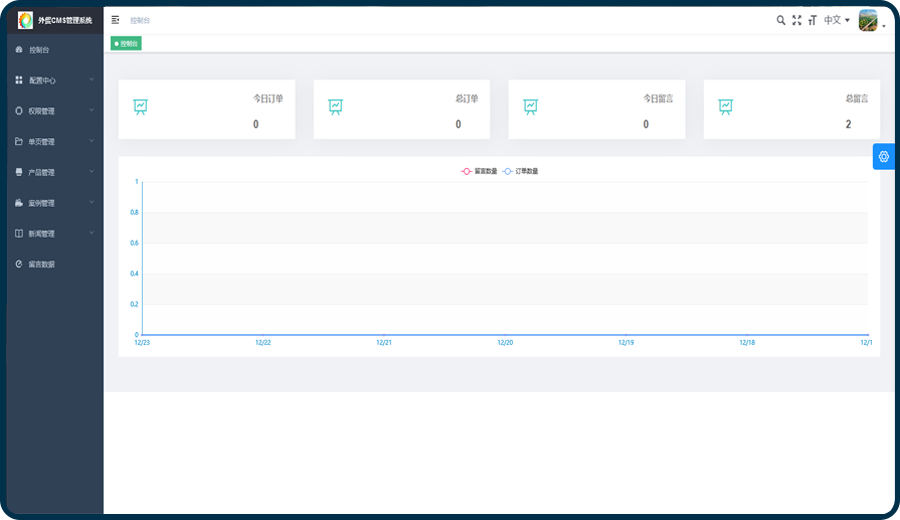 外贸CMS管理系统
控制台
中文
控制台
控制台
配置中心
权限管理
单页管理
产品管理
案例管理
新闻管理
留言数据
今日订单
0
总订单
0
今日留言
0
总留言
2
留言数量 订单数量
1
0.8
0.6
0.4
0.2
0
12/23 12/22 12/21 12/20 12/19 12/18 12/1